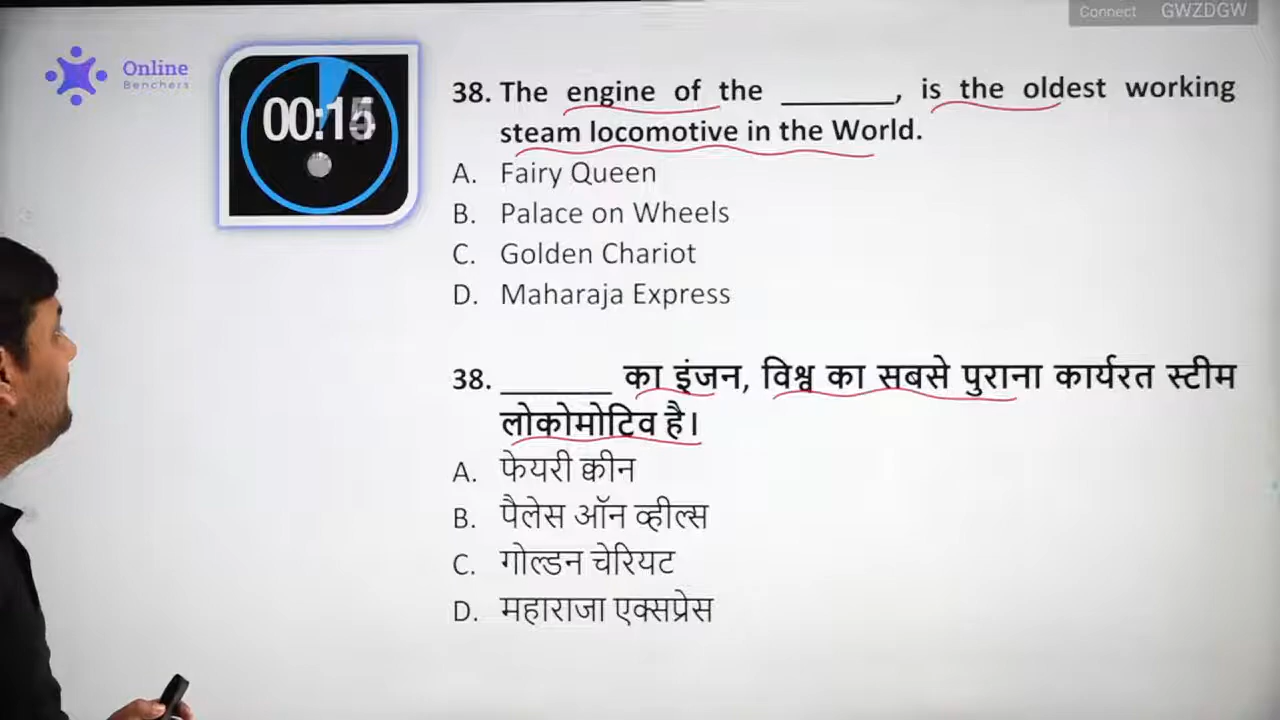 Connect GWZDGW
Online
Benchers
00:15
38. The engine of the ________, is the oldest working
steam locomotive in the World.
A. Fairy Queen
B. Palace on Wheels
C. Golden Chariot
D. Maharaja Express
38. ________ का इंजन, विश्व का सबसे पुराना कार्यरत स्टीम
लोकोमोटिव है।
A. फेयरी क्वीन
B. पैलेस ऑन व्हील्स
C. गोल्डन चेरियट
D. महाराजा एक्सप्रेस